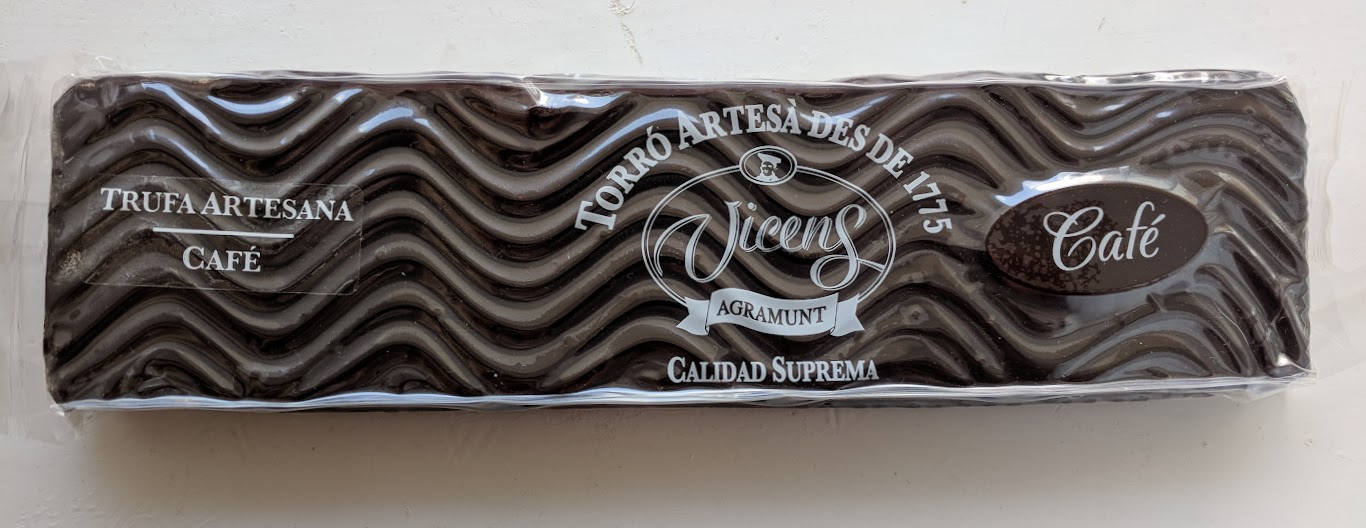 TRUFA ARTESANA
CAFÉ
TORRÓ ARTESÀ DES DE 1775
Vicens
AGRAMUNT
CALIDAD SUPREMA
Café